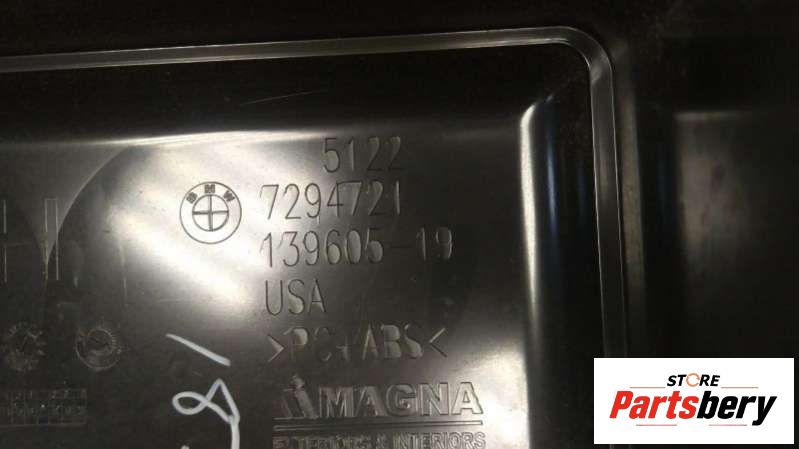 5122
BMW
7294721
139605-19
USA
>PC+ABS<
MAGNA
EXTERIORS & INTERIORS
STORE
Partsbery